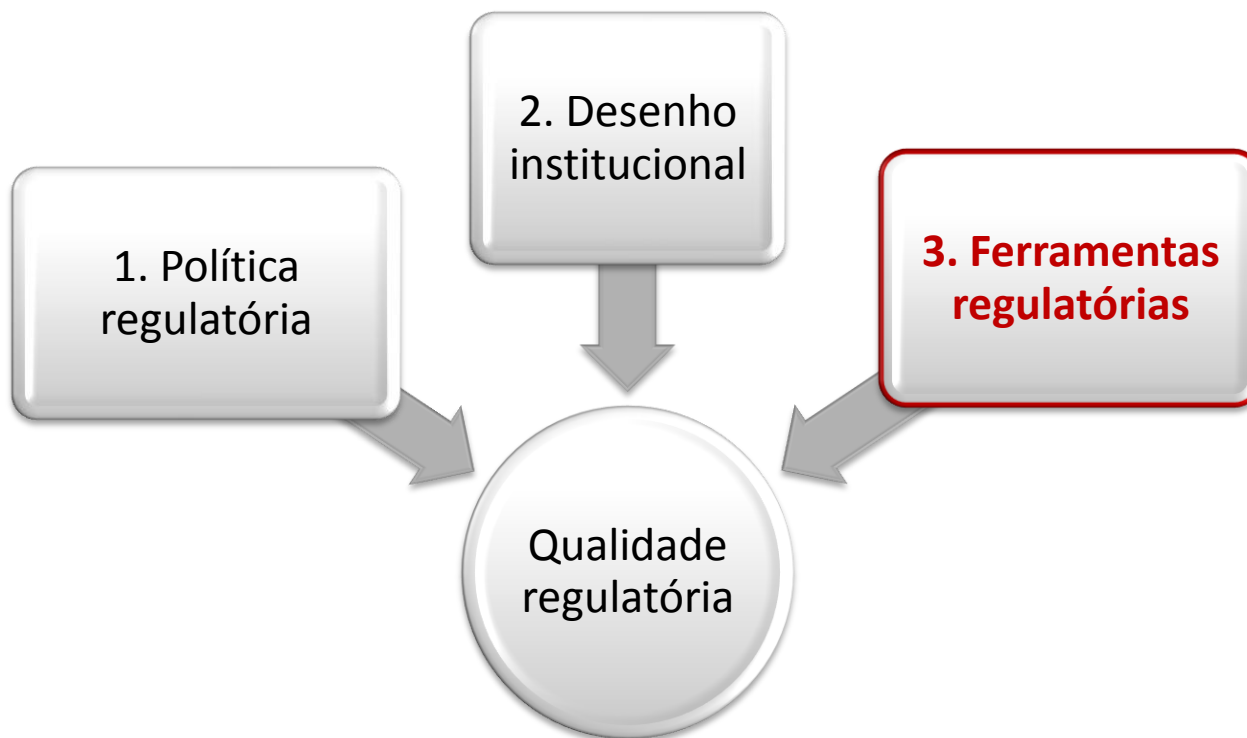 1. Política
regulatória
2. Desenho
institucional
3. Ferramentas
regulatórias
Qualidade
regulatória